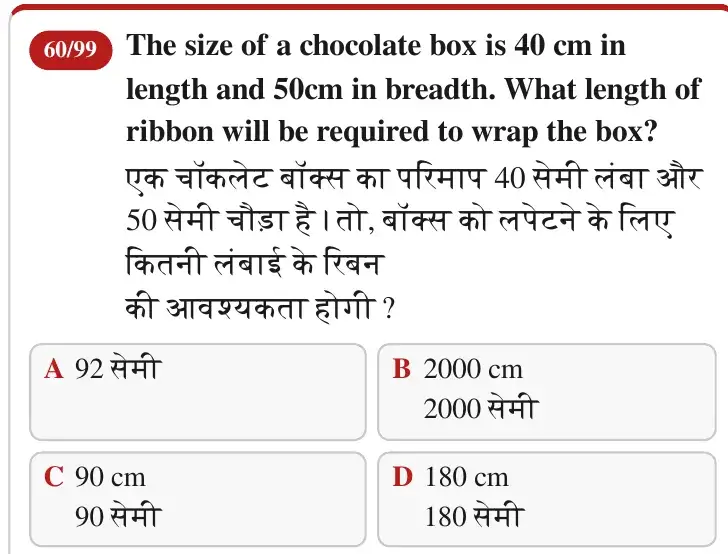 60/99 The size of a chocolate box is 40 cm in
length and 50cm in breadth. What length of
ribbon will be required to wrap the box?
एक चॉकलेट बॉक्स का परिमाप 40 सेमी लंबा और
50 सेमी चौड़ा है। तो, बॉक्स को लपेटने के लिए
कितनी लंबाई के रिबन
की आवश्यकता होगी ?
A 92 सेमी
B 2000 cm
2000 सेमी
C 90 cm
90 सेमी
D 180 cm
180 सेमी